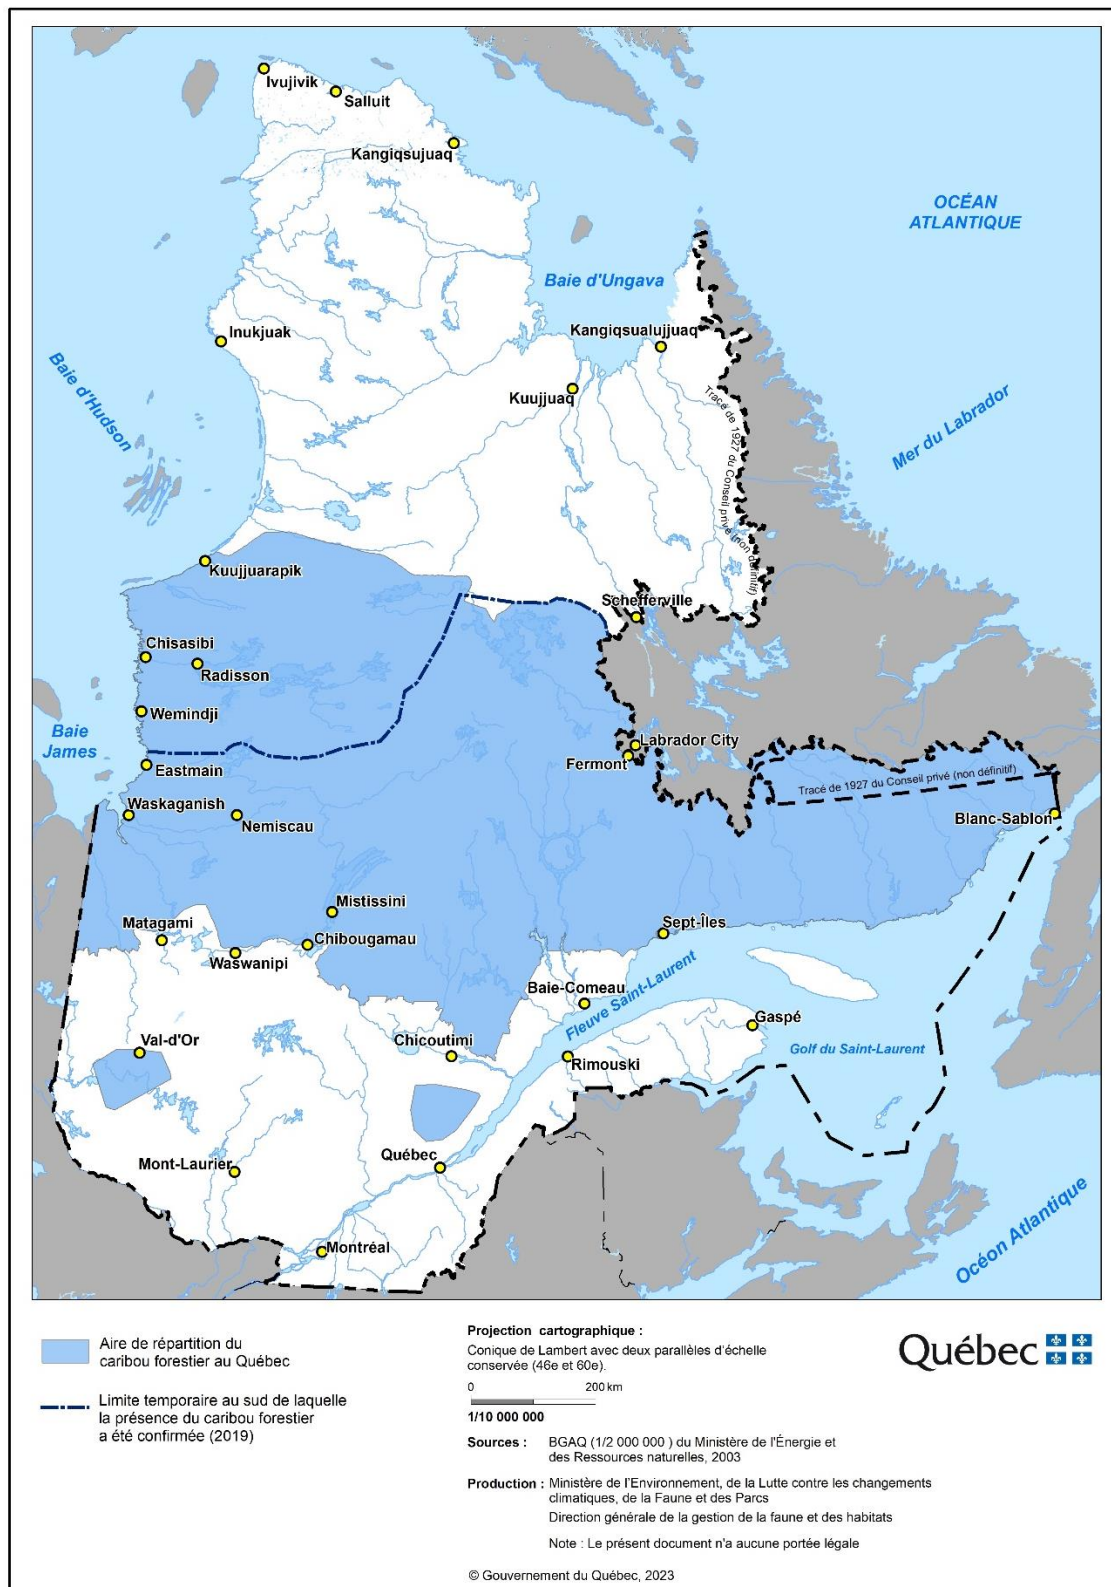 Ivujivik
Salluit
Kangiqsujuaq
OCÉAN
ATLANTIQUE
Baie d'Ungava
Kangiqsualujjuaq
Inukjuak
Baie d'Hudson
Kuujjuaq
Tracé de 1927 du Conseil privé (non définitif)
Mer du Labrador
Kuujjuarapik
Schefferville
Chisasibi
Radisson
Wemindji
Baie
James
Labrador City
Fermont
Eastmain
Tracé de 1927 du Conseil privé (non définitif)
Waskaganish
Nemiscau
Blanc-Sablon
Mistissini
Matagami
Sept-Îles
Chibougamau
Waswanipi
Baie-Comeau
Fleuve Saint-Laurent
Gaspé
Val-d'Or
Chicoutimi
Golf du Saint-Laurent
Rimouski
Québec
Mont-Laurier
Montréal
Océon Atlantique
Aire de répartition du
caribou forestier au Québec
Limite temporaire au sud de laquelle
la présence du caribou forestier
a été confirmée (2019)
Projection cartographique :
Conique de Lambert avec deux parallèles d'échelle
conservée (46e et 60e).
0 200 km
1/10 000 000
Sources : BGAQ (1/2 000 000 ) du Ministère de l'Énergie et
des Ressources naturelles, 2003
Production : Ministère de l'Environnement, de la Lutte contre les changements
climatiques, de la Faune et des Parcs
Direction générale de la gestion de la faune et des habitats
Note : Le présent document n'a aucune portée légale
© Gouvernement du Québec, 2023
Québec